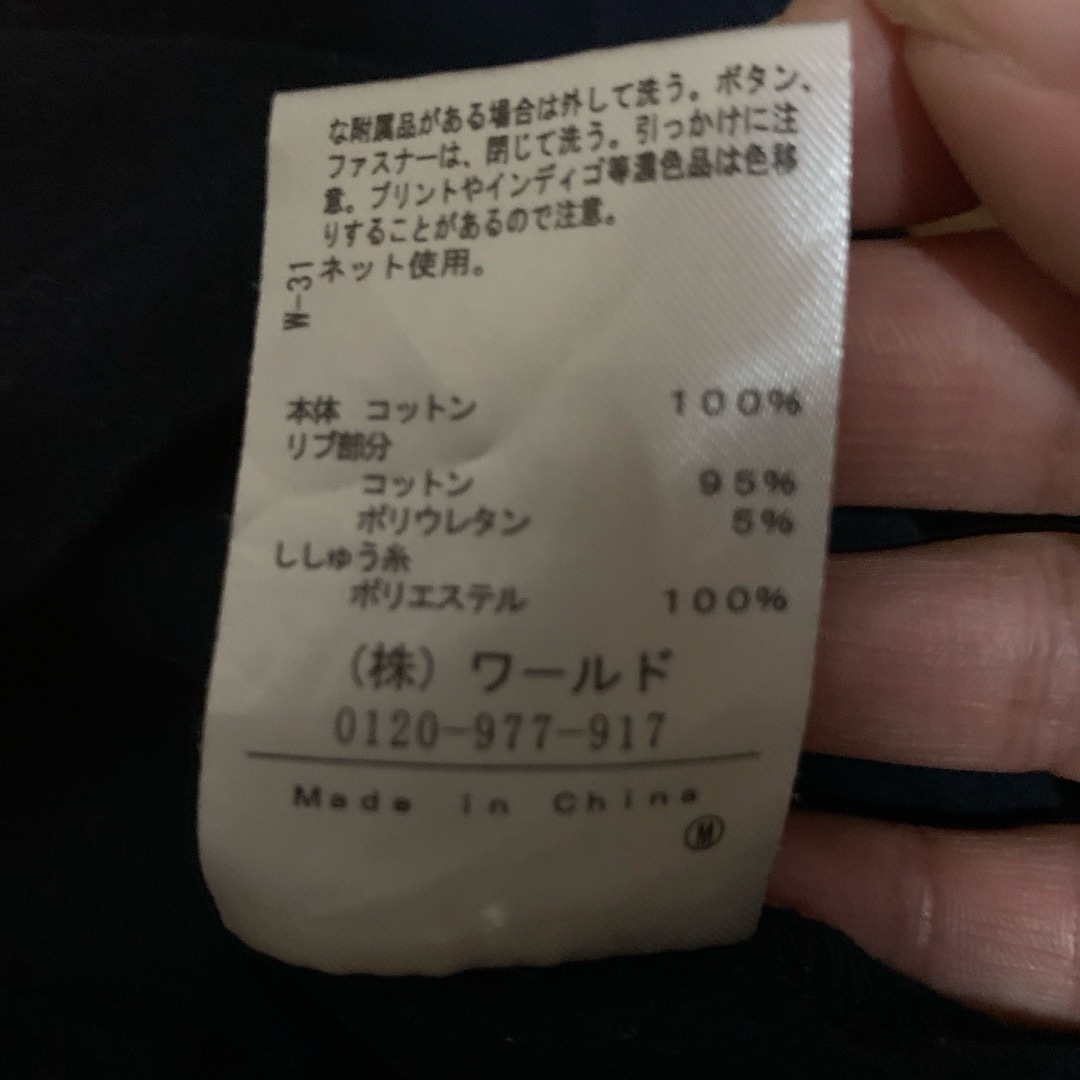 な附属品がある場合は外して洗う。ボタン、
ファスナーは、閉じて洗う。引っかけに注
意。プリントやインディゴ等濃色品は色移
りすることがあるので注意。
ネット使用。
W-31
本体 コットン 100%
リブ部分
コットン 95%
ポリウレタン 5%
ししゅう糸
ポリエステル 100%
(株)ワールド
0120-977-917
Made in China
Ⓜ